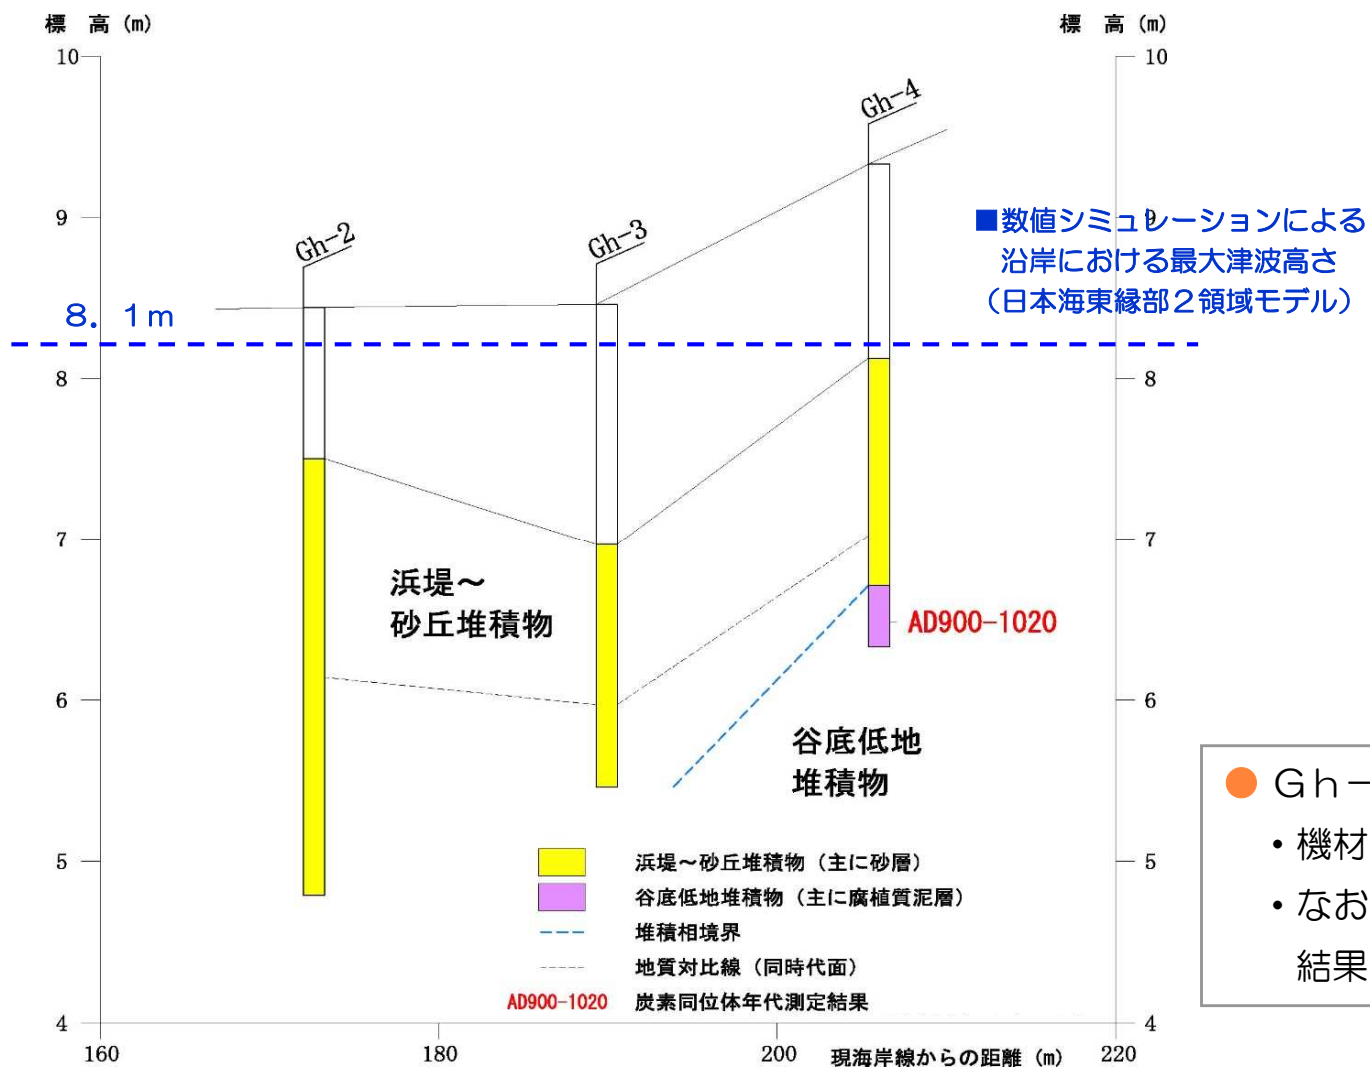 標 高 (m)
標 高 (m)
10
10
Gh-4
9
9
Gh-2
Gh-3
■数値シミュレーションによる
沿岸における最大津波高さ
（日本海東縁部２領域モデル）
８．１m
8
8
7
7
浜堤～
砂丘堆積物
AD900-1020
6
6
谷底低地
堆積物
● Ｇｈ－
・機材
・なお
結果
5
5
浜堤～砂丘堆積物（主に砂層）
谷底低地堆積物（主に腐植質泥層）
堆積相境界
地質対比線（同時代面）
AD900-1020 炭素同位体年代測定結果
4
4
160
180
200
現海岸線からの距離 (m)
220